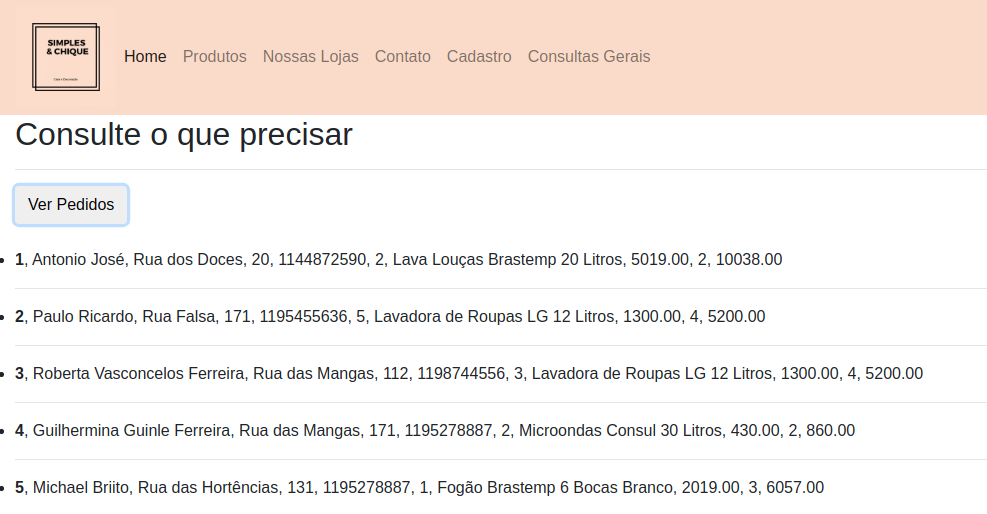 SIMPLES
& CHIQUE
Casa e Decoração
Home Produtos Nossas Lojas Contato Cadastro Consultas Gerais
Consulte o que precisar
Ver Pedidos
1, Antonio José, Rua dos Doces, 20, 1144872590, 2, Lava Louças Brastemp 20 Litros, 5019.00, 2, 10038.00
2, Paulo Ricardo, Rua Falsa, 171, 1195455636, 5, Lavadora de Roupas LG 12 Litros, 1300.00, 4, 5200.00
3, Roberta Vasconcelos Ferreira, Rua das Mangas, 112, 1198744556, 3, Lavadora de Roupas LG 12 Litros, 1300.00, 4, 5200.00
4, Guilhermina Guinle Ferreira, Rua das Mangas, 171, 1195278887, 2, Microondas Consul 30 Litros, 430.00, 2, 860.00
5, Michael Briito, Rua das Hortências, 131, 1195278887, 1, Fogão Brastemp 6 Bocas Branco, 2019.00, 3, 6057.00